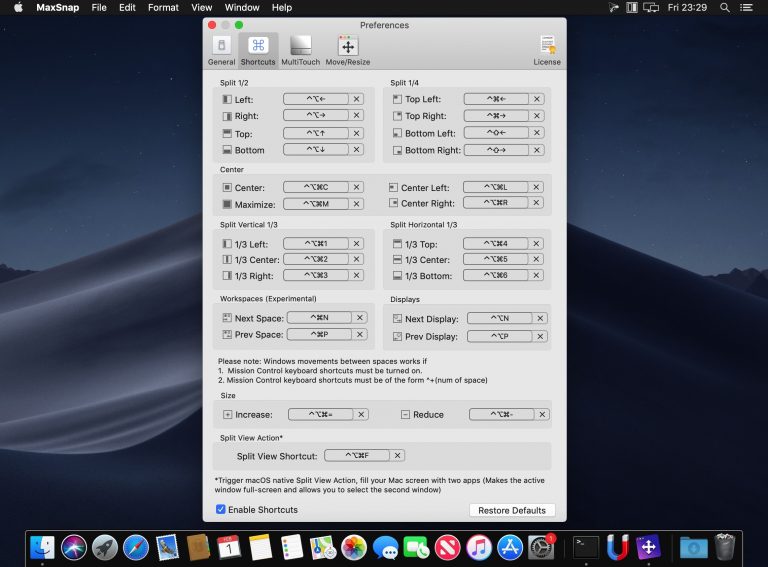 MaxSnap File Edit Format View Window Help Fri 23:29
Preferences
General Shortcuts MultiTouch Move/Resize License
Split 1/2 Split 1/4
Left: ⌃⌥← ✕ Top Left: ⌃⌘← ✕
Right: ⌃⌥→ ✕ Top Right: ⌃⌘→ ✕
Top: ⌃⌥↑ ✕ Bottom Left: ⌃⇧← ✕
Bottom ⌃⌥↓ ✕ Bottom Right: ⌃⇧→ ✕
Center
Center: ⌃⌥⌘C ✕ Center Left: ⌃⌥⌘L ✕
Maximize: ⌃⌥⌘M ✕ Center Right: ⌃⌥⌘R ✕
Split Vertical 1/3 Split Horizontal 1/3
1/3 Left: ⌃⌥⌘1 ✕ 1/3 Top: ⌃⌥⌘4 ✕
1/3 Center: ⌃⌥⌘2 ✕ 1/3 Center: ⌃⌥⌘5 ✕
1/3 Right: ⌃⌥⌘3 ✕ 1/3 Bottom: ⌃⌥⌘6 ✕
Workspaces (Experimental) Displays
Next Space: ⌃⌘N ✕ Next Display: ⌃⌥N ✕
Prev Space: ⌃⌘P ✕ Prev Display: ⌃⌥P ✕
Please note: Windows movements between spaces works if
1. Mission Control keyboard shortcuts must be turned on.
2. Mission Control keyboard shortcuts must be of the form ^+(num of space)
Size
Increase: ⌃⌥⌘= ✕ Reduce ⌃⌥⌘- ✕
Split View Action*
Split View Shortcut: ⌃⌥⌘F ✕
*Trigger macOS native Split View Action, fill your Mac screen with two apps (Makes the active
window full-screen and allows you to select the second window)
Enable Shortcuts Restore Defaults
1
1